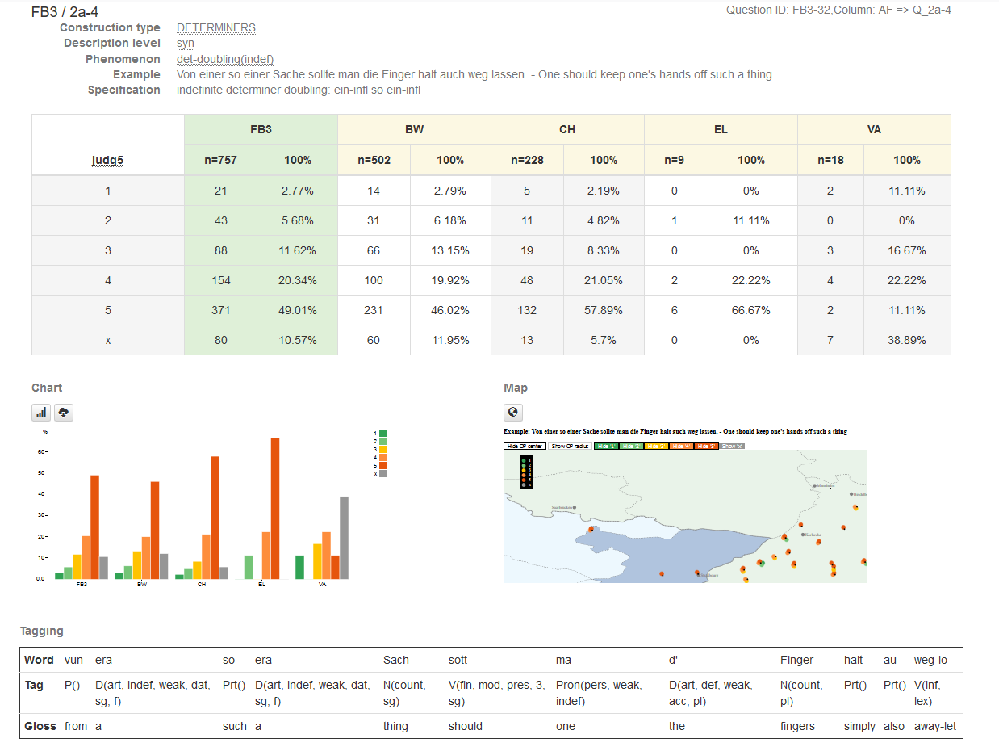 FB3 / 2a-4
Question ID: FB3-32,Column: AF => Q_2a-4
Construction type DETERMINERS
Description level syn
Phenomenon det-doubling(indef)
Example Von einer so einer Sache sollte man die Finger halt auch weg lassen. - One should keep one's hands off such a thing
Specification indefinite determiner doubling: ein-infl so ein-infl
FB3 BW CH EL VA
judg5 n=757 100% n=502 100% n=228 100% n=9 100% n=18 100%
1 21 2.77% 14 2.79% 5 2.19% 0 0% 2 11.11%
2 43 5.68% 31 6.18% 11 4.82% 1 11.11% 0 0%
3 88 11.62% 66 13.15% 19 8.33% 0 0% 3 16.67%
4 154 20.34% 100 19.92% 48 21.05% 2 22.22% 4 22.22%
5 371 49.01% 231 46.02% 132 57.89% 6 66.67% 2 11.11%
x 80 10.57% 60 11.95% 13 5.7% 0 0% 7 38.89%
Chart
%
60
50
40
30
20
10
0.0
FB3 BW CH EL VA
1
2
3
4
5
x
Map
Example: Von einer so einer Sache sollte man die Finger halt auch weg lassen. - One should keep one's hands off such a thing
Hide CP center Show CP radius Hide '1' Hide '2' Hide '3' Hide '4' Hide '5' Show 'x'
1
2
3
4
5
x
Saarbrücken
Mannheim
Karlsruhe
Strasbourg
Tagging
Word vun era so era Sach sott ma d' Finger halt au weg-lo
Tag P() D(art, indef, weak, dat, Prt() D(art, indef, weak, dat, N(count, V(fin, mod, pres, 3, Pron(pers, weak, D(art, def, weak, N(count, Prt() Prt() V(inf,
sg, f) sg, f) sg) sg) indef) acc, pl) pl) lex)
Gloss from a such a thing should one the fingers simply also away-let